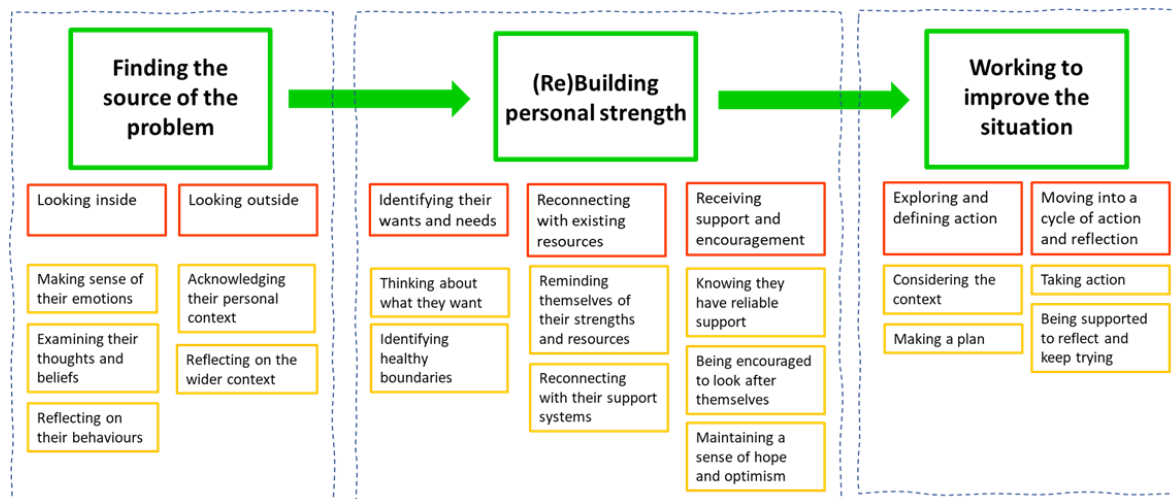 Finding the
source of the
problem
Looking inside
Looking outside
Making sense of
their emotions
Examining their
thoughts and
beliefs
Reflecting on
their behaviours
Acknowledging
their personal
context
Reflecting on the
wider context
(Re)Building
personal strength
Identifying their
wants and needs
Reconnecting
with existing
resources
Receiving
support and
encouragement
Thinking about
what they want
Identifying
healthy
boundaries
Reminding
themselves of
their strengths
and resources
Reconnecting
with their support
systems
Knowing they
have reliable
support
Being encouraged
to look after
themselves
Maintaining a
sense of hope
and optimism
Working to
improve the
situation
Exploring and
defining action
Moving into a
cycle of action
and reflection
Considering the
context
Making a plan
Taking action
Being supported
to reflect and
keep trying